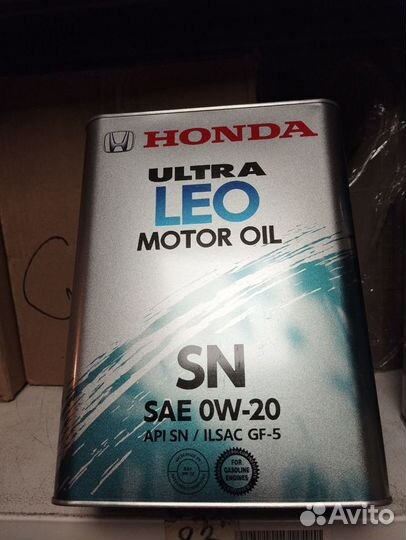 HONDA
ULTRA
LEO
MOTOR OIL
SN
SAE 0W-20
API SN / ILSAC GF-5
FOR
GASOLINE
ENGINES
Avito